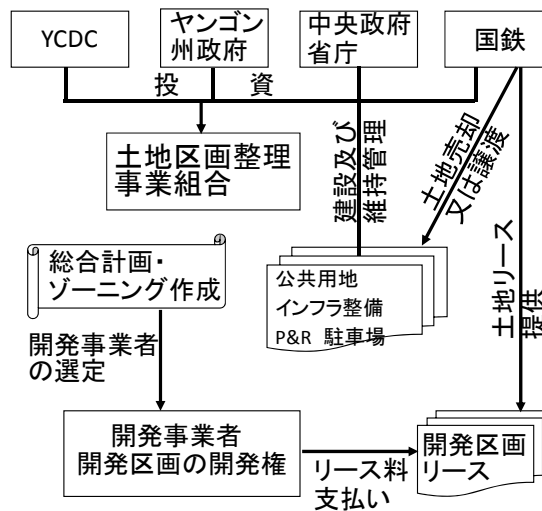 YCDC
ヤンゴン
州政府
中央政府
省庁
国鉄
投 資
土地区画整理
事業組合
建設及び
維持管理
土地売却
又は譲渡
土地リース
提供
総合計画・
ゾーニング作成
公共用地
インフラ整備
P&R 駐車場
開発事業者
の選定
開発事業者
開発区画の開発権
リース料
支払い
開発区画
リース